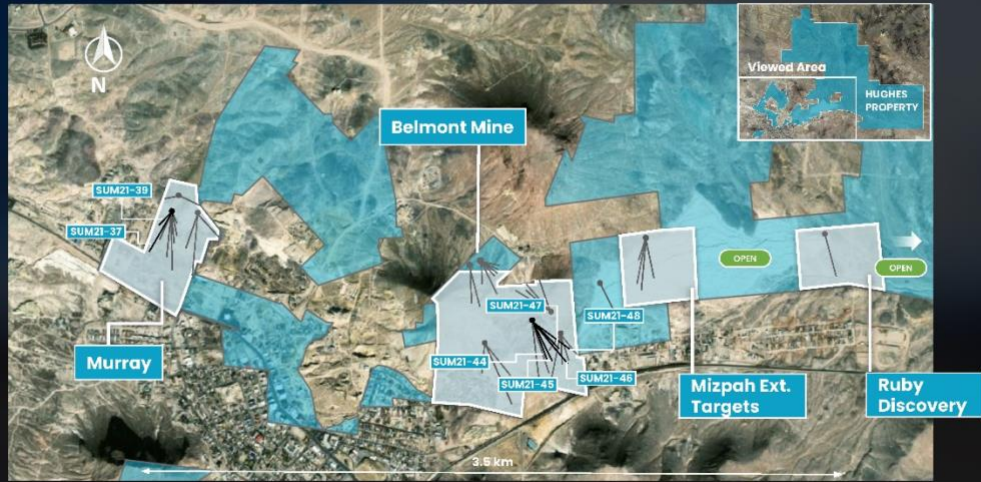 N
Viewed Area
HUGHES
PROPERTY
Belmont Mine
SUM21-39
SUM21-37
OPEN
OPEN
SUM21-47
SUM21-48
SUM21-44
SUM21-45
SUM21-46
Murray
Mizpah Ext.
Targets
Ruby
Discovery
3.5 km